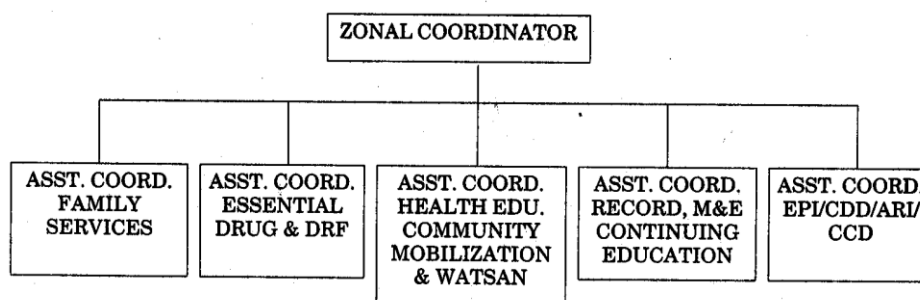 ZONAL COORDINATOR
ASST. COORD.
FAMILY
SERVICES
ASST. COORD.
ESSENTIAL
DRUG & DRF
ASST. COORD.
HEALTH EDU.
COMMUNITY
MOBILIZATION
& WATSAN
ASST. COORD.
RECORD, M&E
CONTINUING
EDUCATION
ASST. COORD.
EPI/CDD/ARI/
CCD